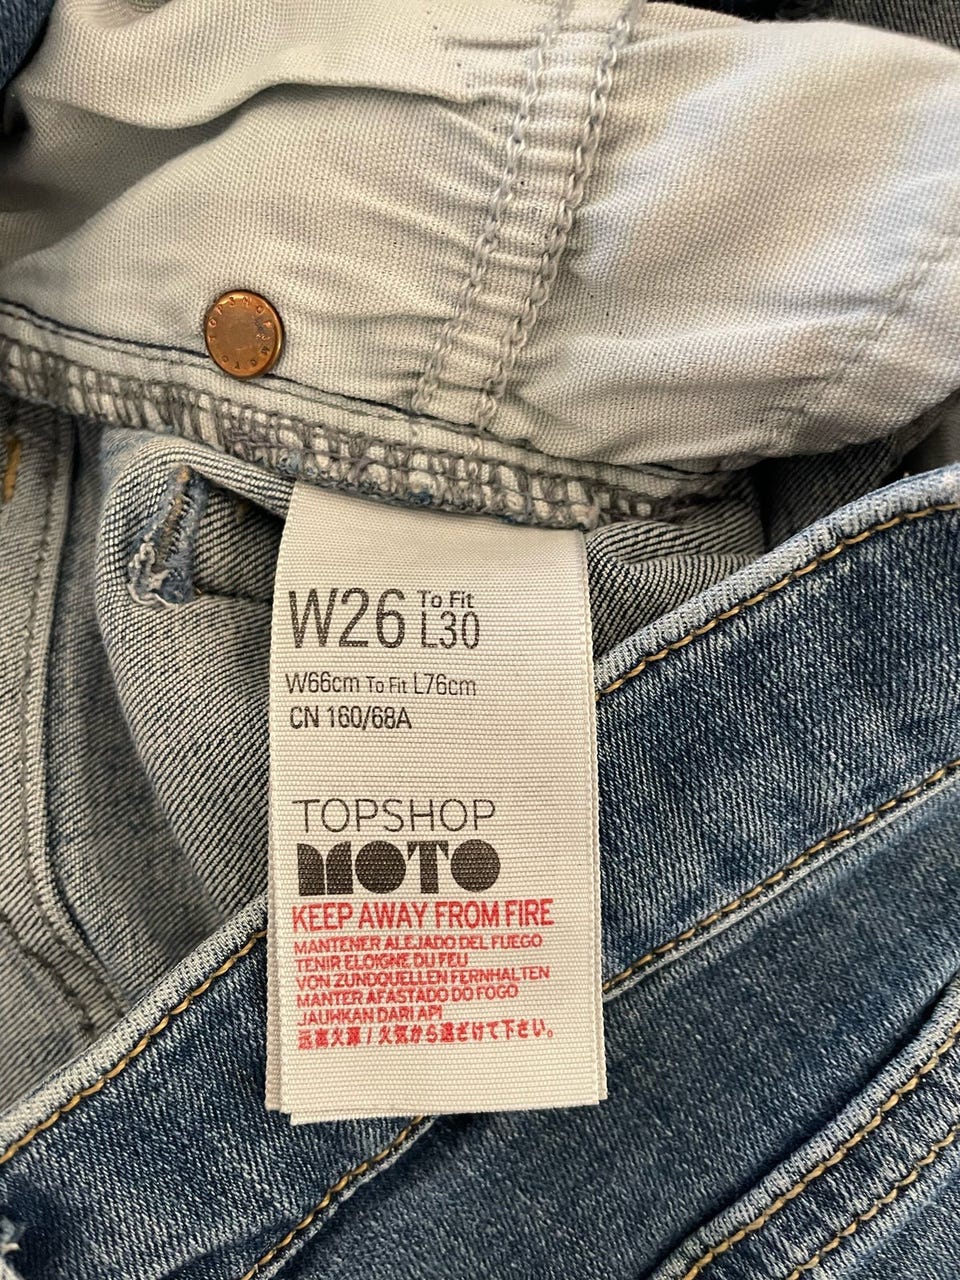 TOPSHOP MOTO
W26 To Fit L30
W66cm To Fit L76cm
CN 160/68A
TOPSHOP
MOTO
KEEP AWAY FROM FIRE
MANTENER ALEJADO DEL FUEGO
TENIR ELOIGNE DU FEU
VON ZUNDQUELLEN FERNHALTEN
MANTER AFASTADO DO FOGO
JAUHKAN DARI API
远离火源 / 火気から遠ざけて下さい。